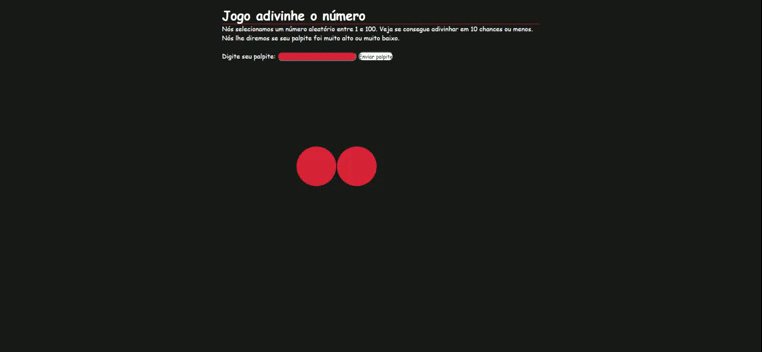 Jogo adivinhe o número
Nós selecionamos um número aleatório entre 1 e 100. Veja se consegue adivinhar em 10 chances ou menos.
Nós lhe diremos se seu palpite foi muito alto ou muito baixo.
Digite seu palpite: Enviar palpite